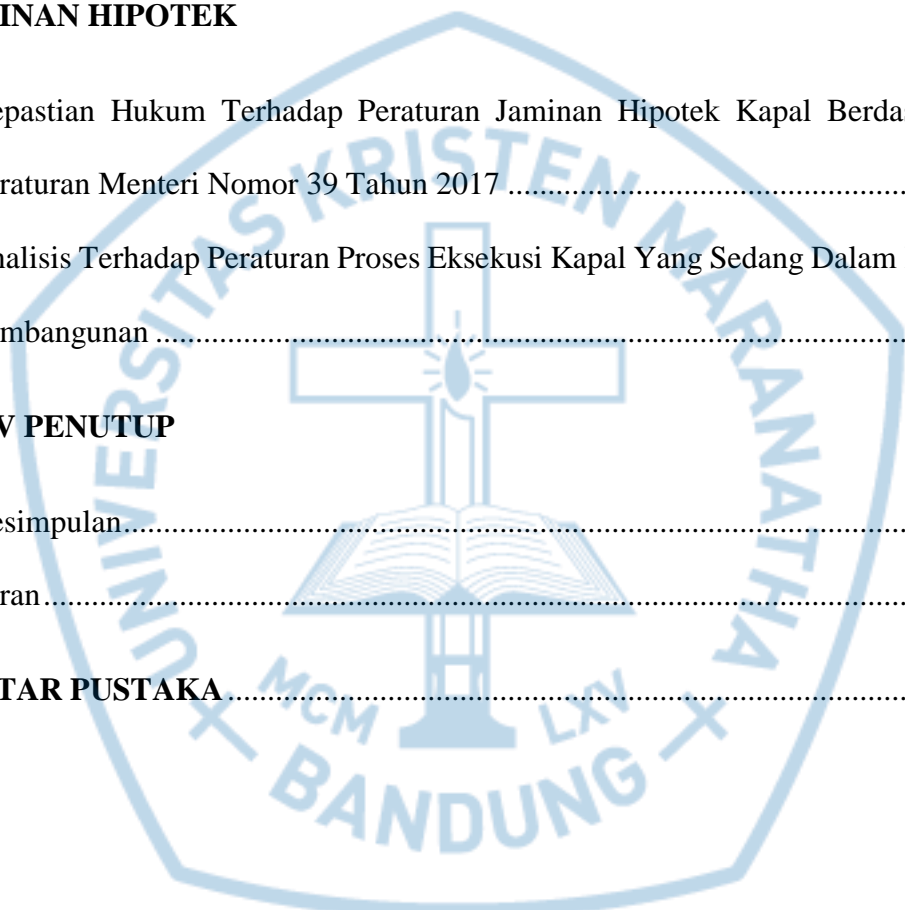 INAN HIPOTEK
epastian Hukum Terhadap Peraturan Jaminan Hipotek Kapal Berda
raturan Menteri Nomor 39 Tahun 2017 ..................................................
nalisis Terhadap Peraturan Proses Eksekusi Kapal Yang Sedang Dalam
mbangunan ..............................................................................................
V PENUTUP
esimpulan..................................................................................................
ran............................................................................................................
TAR PUSTAKA.....................................................................................
UNIVERSITAS KRISTEN MARANATHA
MCM LXV
BANDUNG